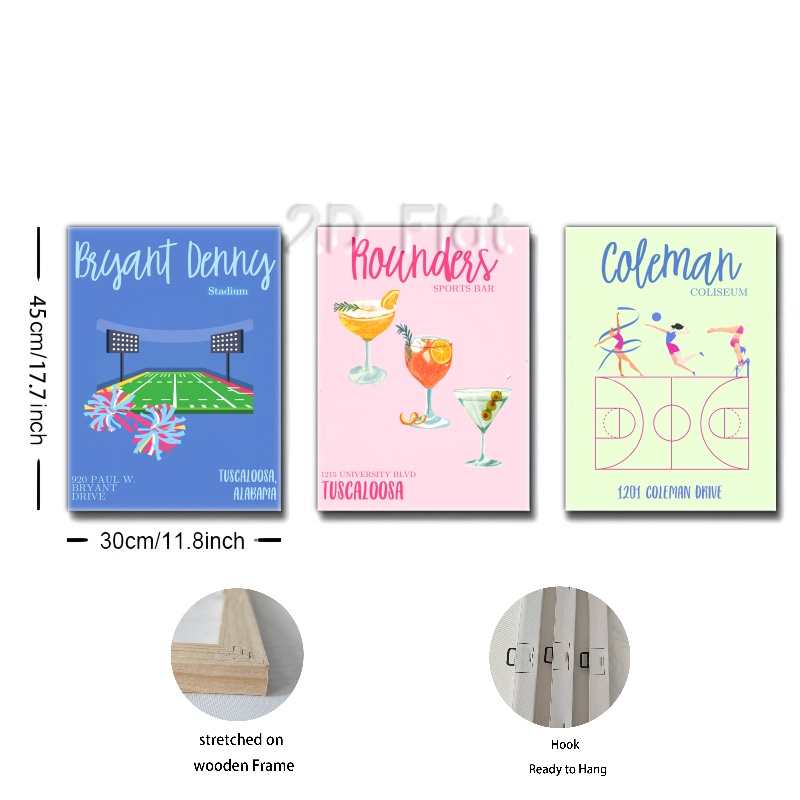 2D Flat
45cm/17.7inch
Bryant Denny
Stadium
920 PAUL W.
BRYANT
DRIVE
TUSCALOOSA,
ALABAMA
Rounders
SPORTS BAR
1215 UNIVERSITY BLVD
TUSCALOOSA
Coleman
COLISEUM
1201 COLEMAN DRIVE
30cm/11.8inch
stretched on
wooden Frame
Hook
Ready to Hang